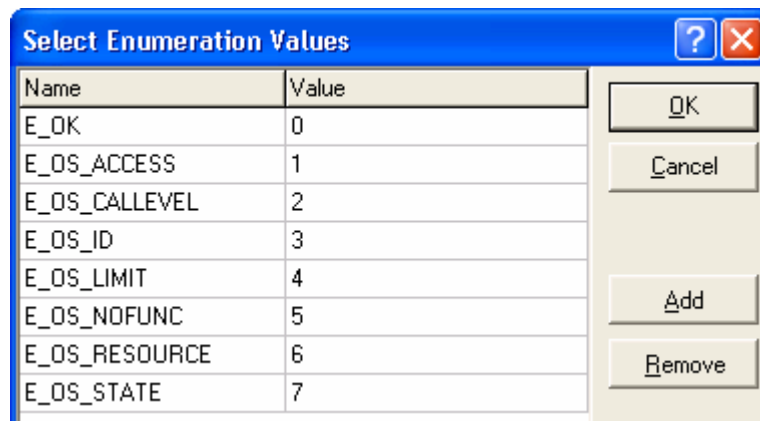 Select Enumeration Values
?
Name Value
E_OK 0
E_OS_ACCESS 1
E_OS_CALLEVEL 2
E_OS_ID 3
E_OS_LIMIT 4
E_OS_NOFUNC 5
E_OS_RESOURCE 6
E_OS_STATE 7
OK
Cancel
Add
Remove